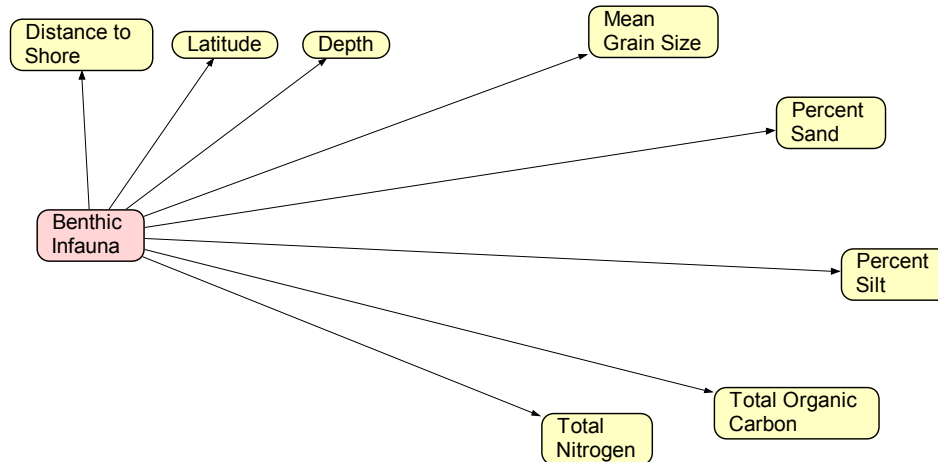 Distance to
Shore
Latitude
Depth
Mean
Grain Size
Percent
Sand
Benthic
Infauna
Percent
Silt
Total Organic
Carbon
Total
Nitrogen